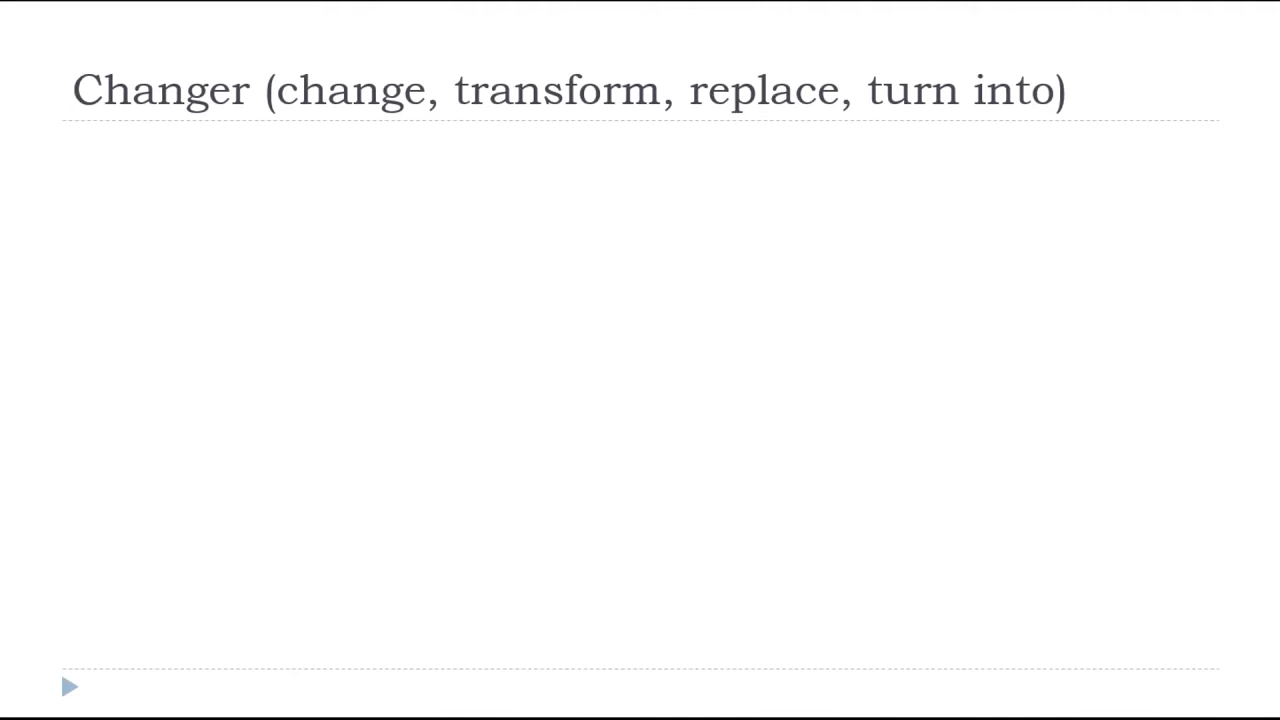 Changer (change, transform, replace, turn into)